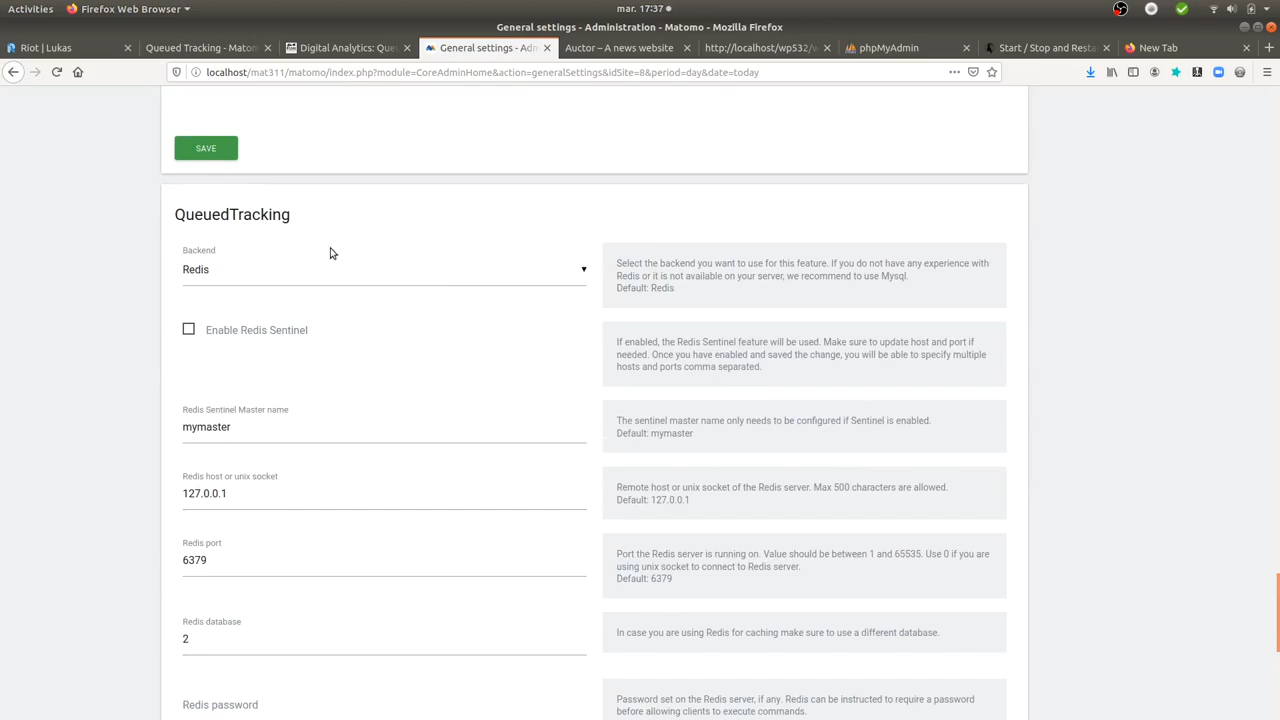 Activities
Firefox Web Browser
mar. 17:37
General settings - Administration - Matomo - Mozilla Firefox
Riot | Lukas
Queued Tracking - Matom
Digital Analytics: Queue
General settings - Adm
Auctor – A news website
http://localhost/wp532/w
phpMyAdmin
Start / Stop and Resta
New Tab
localhost/mat311/matomo/index.php?module=CoreAdminHome&action=generalSettings&idSite=8&period=day&date=today
SAVE
QueuedTracking
Backend
Redis
Select the backend you want to use for this feature. If you do not have any experience with
Redis or it is not available on your server, we recommend to use Mysql.
Default: Redis
Enable Redis Sentinel
If enabled, the Redis Sentinel feature will be used. Make sure to update host and port if
needed. Once you have enabled and saved the change, you will be able to specify multiple
hosts and ports comma separated.
Redis Sentinel Master name
mymaster
The sentinel master name only needs to be configured if Sentinel is enabled.
Default: mymaster
Redis host or unix socket
127.0.0.1
Remote host or unix socket of the Redis server. Max 500 characters are allowed.
Default: 127.0.0.1
Redis port
6379
Port the Redis server is running on. Value should be between 1 and 65535. Use 0 if you are
using unix socket to connect to Redis server.
Default: 6379
Redis database
2
In case you are using Redis for caching make sure to use a different database.
Redis password
Password set on the Redis server, if any. Redis can be instructed to require a password
before allowing clients to execute commands.